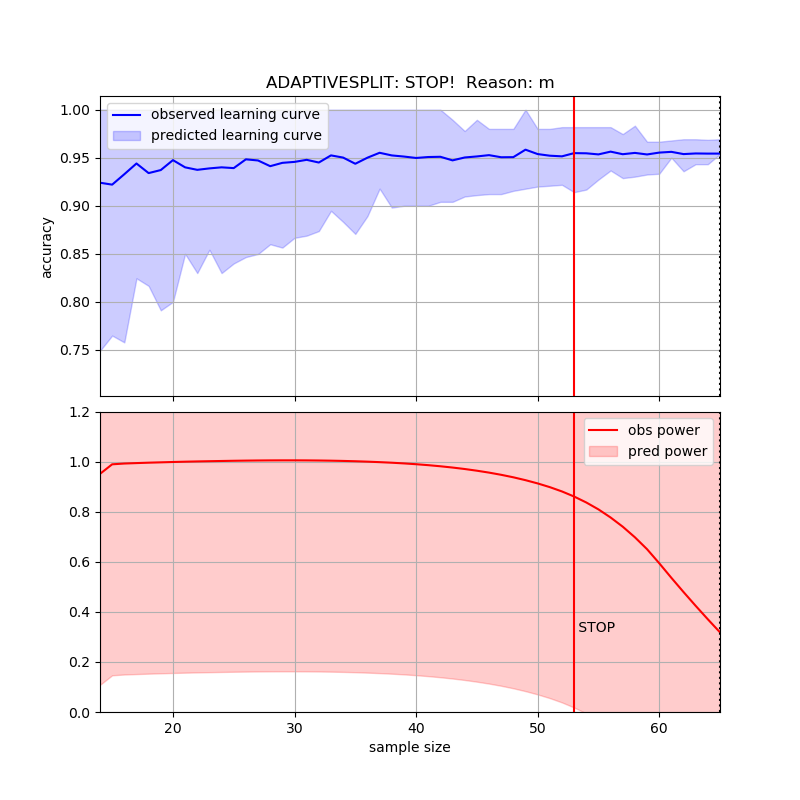 ADAPTIVESPLIT: STOP!  Reason: m
observed learning curve
predicted learning curve
1.00
0.95
0.90
0.85
0.80
0.75
accuracy
obs power
pred power
1.2
1.0
0.8
0.6
0.4
0.2
0.0
STOP
20 30 40 50 60
sample size